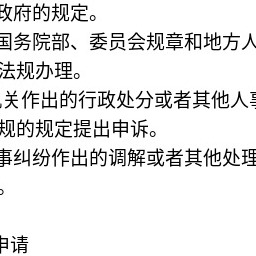 政府的规定。
国务院部、委员会规章和地方人
法规办理。
机关作出的行政处分或者其他人事
规的规定提出申诉。
事纠纷作出的调解或者其他处理
。
申请